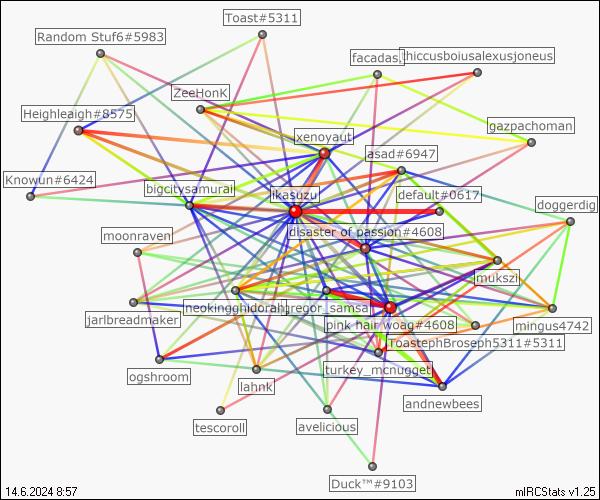 Toast#5311
Random Stuf6#5983
facadas.
thiccusboiusalexusjoneus
ZeeHonK
Heighleaigh#8575
gazpachoman
xenoyaut
asad#6947
Knowun#6424
bigcitysamurai
ikasuzu
default#0617
doggerdig
disaster of passion#4608
moonraven
mukszi
neokingghidorah
gregor_samsa
jarlbreadmaker
mingus4742
pink hair woag#4608
ToastephBroseph5311#5311
turkey_mcnugget
ogshroom
lahnk
andnewbees
tescoroll
avelicious
Duck™#9103
14.6.2024 8:57
mIRCStats v1.25